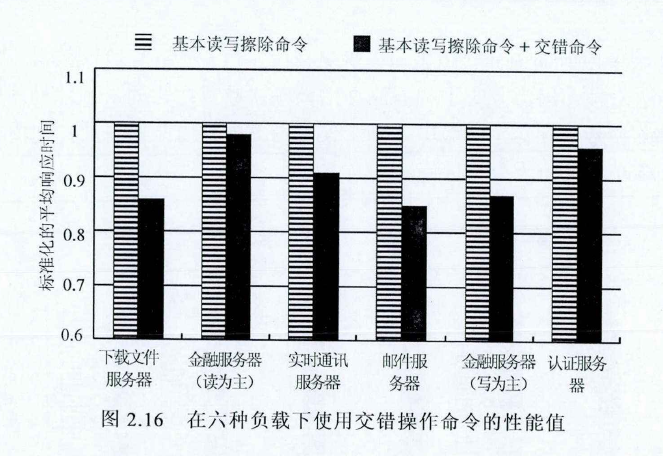 基本读写擦除命令 基本读写擦除命令+交错命令
标准化的平均响应时间
1.1
1
0.9
0.8
0.7
0.6
下载文件
服务器
金融服务器
(读为主)
实时通讯
服务器
邮件服
务器
金融服务器
(写为主)
认证服务
器
图 2.16 在六种负载下使用交错操作命令的性能值